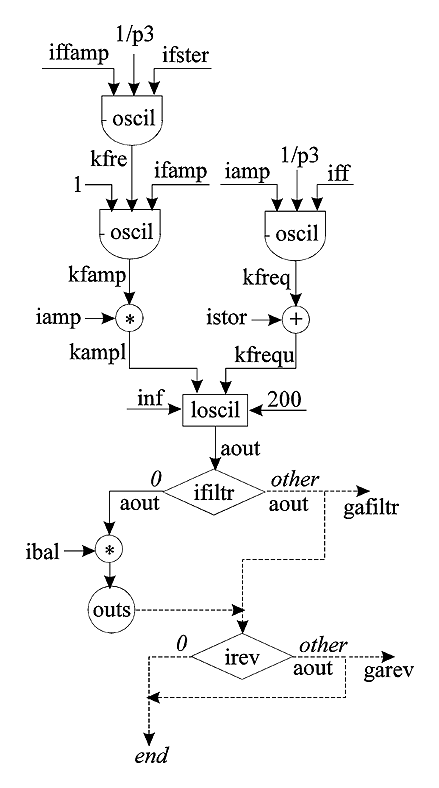 1/p3
iffamp ifster
oscil
kfre
1 ifamp iamp 1/p3 iff
oscil oscil
kfamp kfreq
iamp * istor +
kampl kfrequ
inf loscil 200
aout
0 ifiltr other
aout aout gafiltr
ibal *
outs
0 irev other
aout garev
end